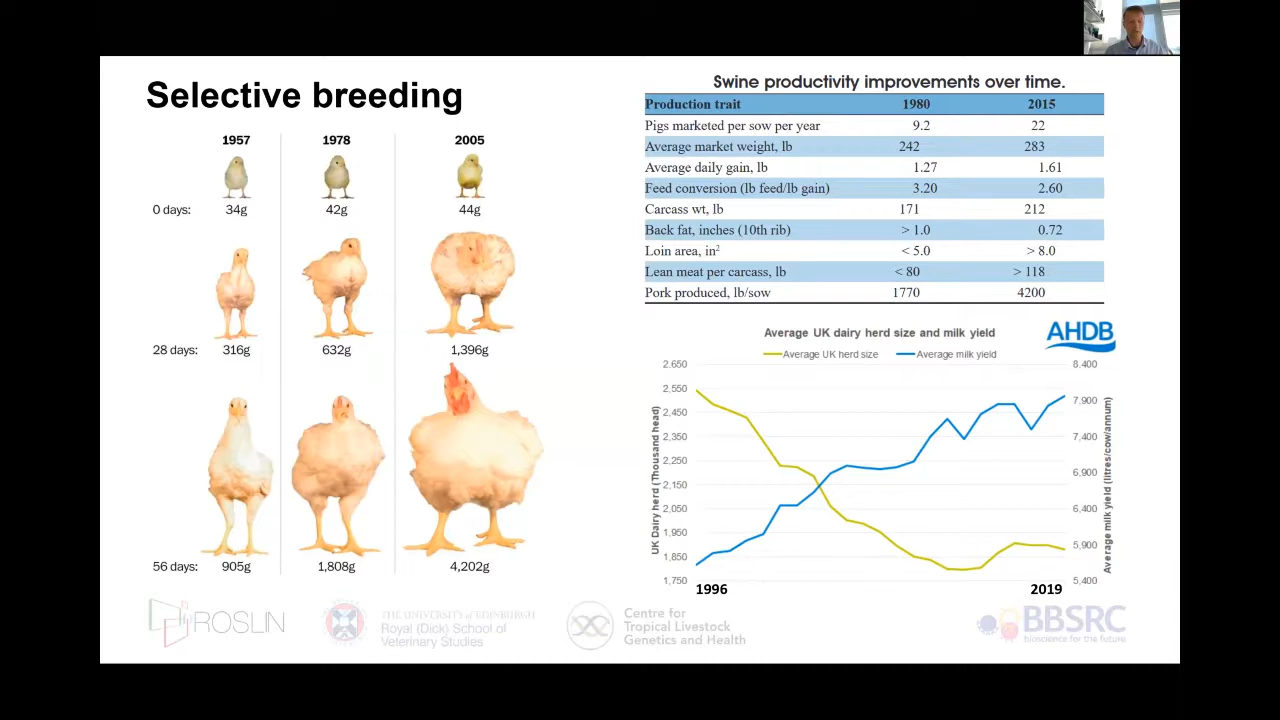 Selective breeding
1957 1978 2005
0 days: 34g 42g 44g
28 days: 316g 632g 1,396g
56 days: 905g 1,808g 4,202g
Swine productivity improvements over time.
Production trait 1980 2015
Pigs marketed per sow per year 9.2 22
Average market weight, lb 242 283
Average daily gain, lb 1.27 1.61
Feed conversion (lb feed/lb gain) 3.20 2.60
Carcass wt, lb 171 212
Back fat, inches (10th rib) > 1.0 0.72
Loin area, in² < 5.0 > 8.0
Lean meat per carcass, lb < 80 > 118
Pork produced, lb/sow 1770 4200
Average UK dairy herd size and milk yield
AHDB
Average UK herd size Average milk yield
UK Dairy herd (Thousand head)
2,650
2,550
2,450
2,350
2,250
2,150
2,050
1,950
1,850
1,750
8,400
7,900
7,400
6,900
6,400
5,900
5,400
Average milk yield (litres/cow/annum)
1996 2019
ROSLIN
THE UNIVERSITY OF EDINBURGH
Royal (Dick) School of
Veterinary Studies
Centre for
Tropical Livestock
Genetics and Health
BBSRC
bioscience for the future